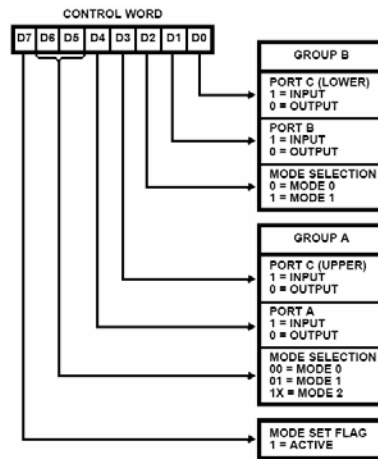 CONTROL WORD
D7 D6 D5 D4 D3 D2 D1 D0
GROUP B
PORT C (LOWER)
1 = INPUT
0 = OUTPUT
PORT B
1 = INPUT
0 = OUTPUT
MODE SELECTION
0 = MODE 0
1 = MODE 1
GROUP A
PORT C (UPPER)
1 = INPUT
0 = OUTPUT
PORT A
1 = INPUT
0 = OUTPUT
MODE SELECTION
00 = MODE 0
01 = MODE 1
1X = MODE 2
MODE SET FLAG
1 = ACTIVE